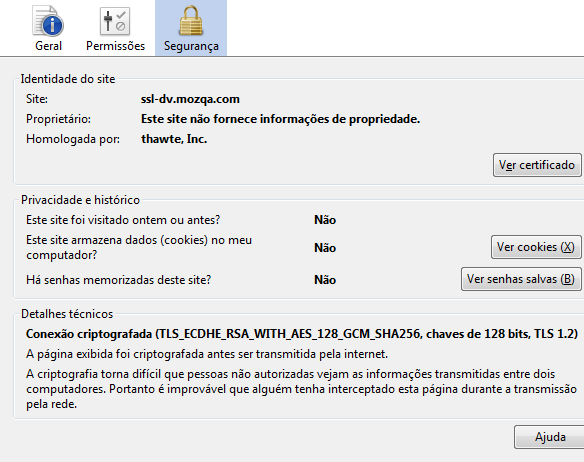 Geral Permissões Segurança
Identidade do site
Site: ssl-dv.mozqa.com
Proprietário: Este site não fornece informações de propriedade.
Homologada por: thawte, Inc.
Ver certificado
Privacidade e histórico
Este site foi visitado ontem ou antes? Não
Este site armazena dados (cookies) no meu
computador? Não Ver cookies (X)
Há senhas memorizadas deste site? Não Ver senhas salvas (B)
Detalhes técnicos
Conexão criptografada (TLS_ECDHE_RSA_WITH_AES_128_GCM_SHA256, chaves de 128 bits, TLS 1.2)
A página exibida foi criptografada antes ser transmitida pela internet.
A criptografia torna difícil que pessoas não autorizadas vejam as informações transmitidas entre dois
computadores. Portanto é improvável que alguém tenha interceptado esta página durante a transmissão
pela rede.
Ajuda